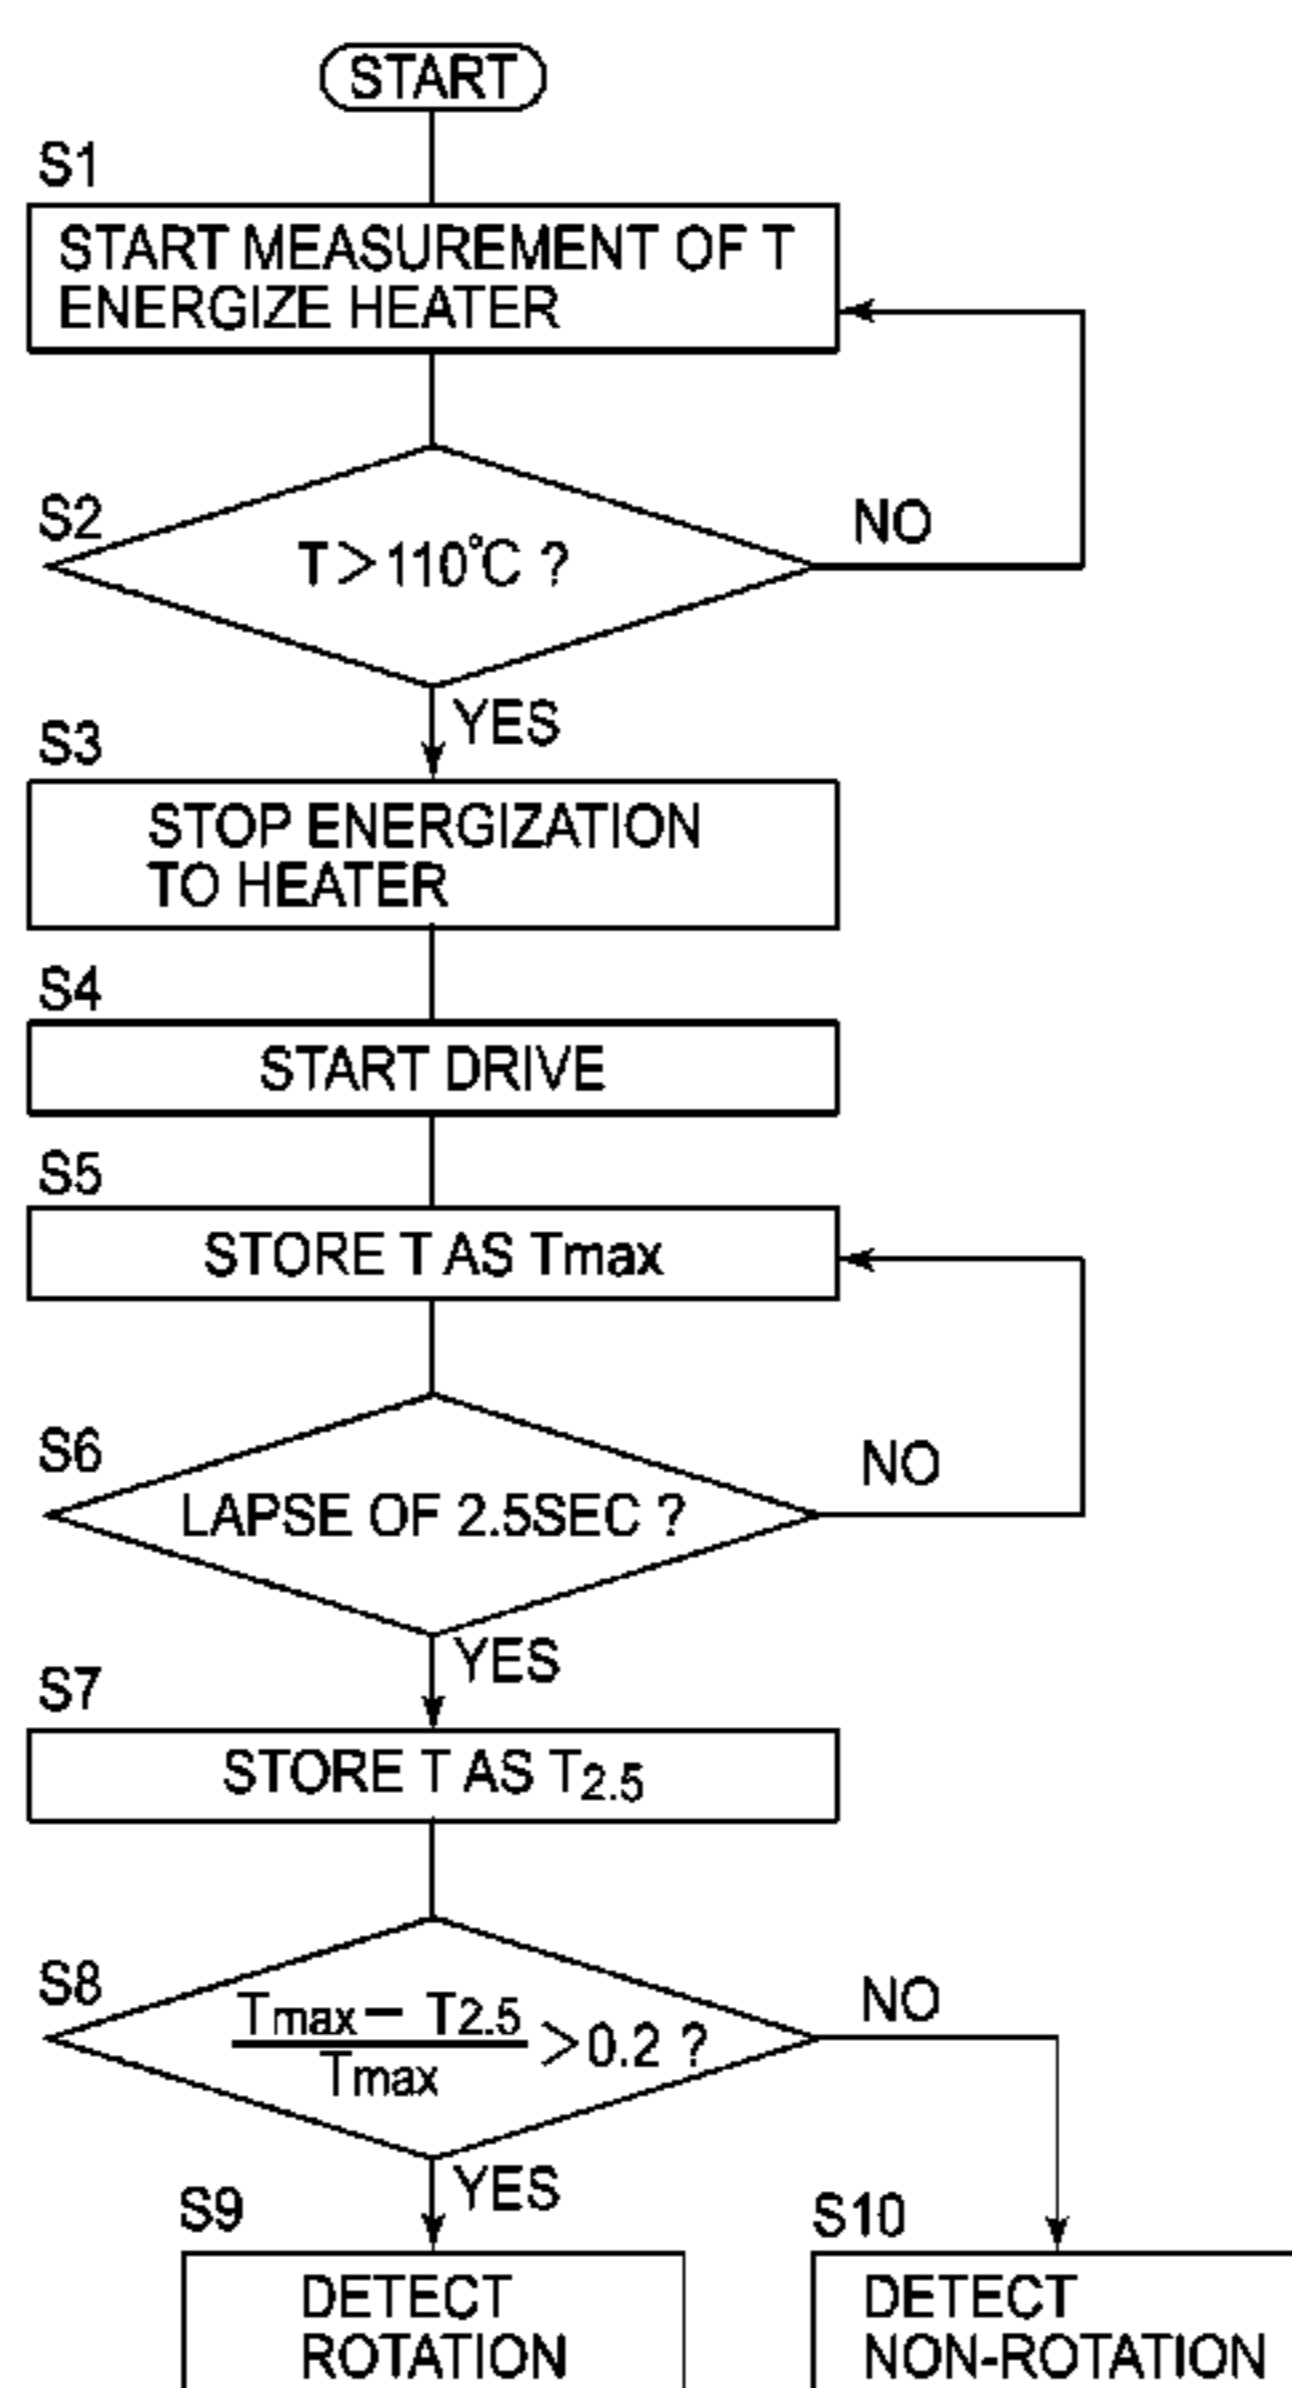 START
S1
START MEASUREMENT OF T
ENERGIZE HEATER
S2
T>110℃ ?
NO
YES
S3
STOP ENERGIZATION
TO HEATER
S4
START DRIVE
S5
STORE T AS Tmax
S6
LAPSE OF 2.5SEC ?
NO
YES
S7
STORE T AS T2.5
S8
Tmax − T2.5
Tmax
>0.2 ?
NO
YES
S9
DETECT
ROTATION
S10
DETECT
NON-ROTATION